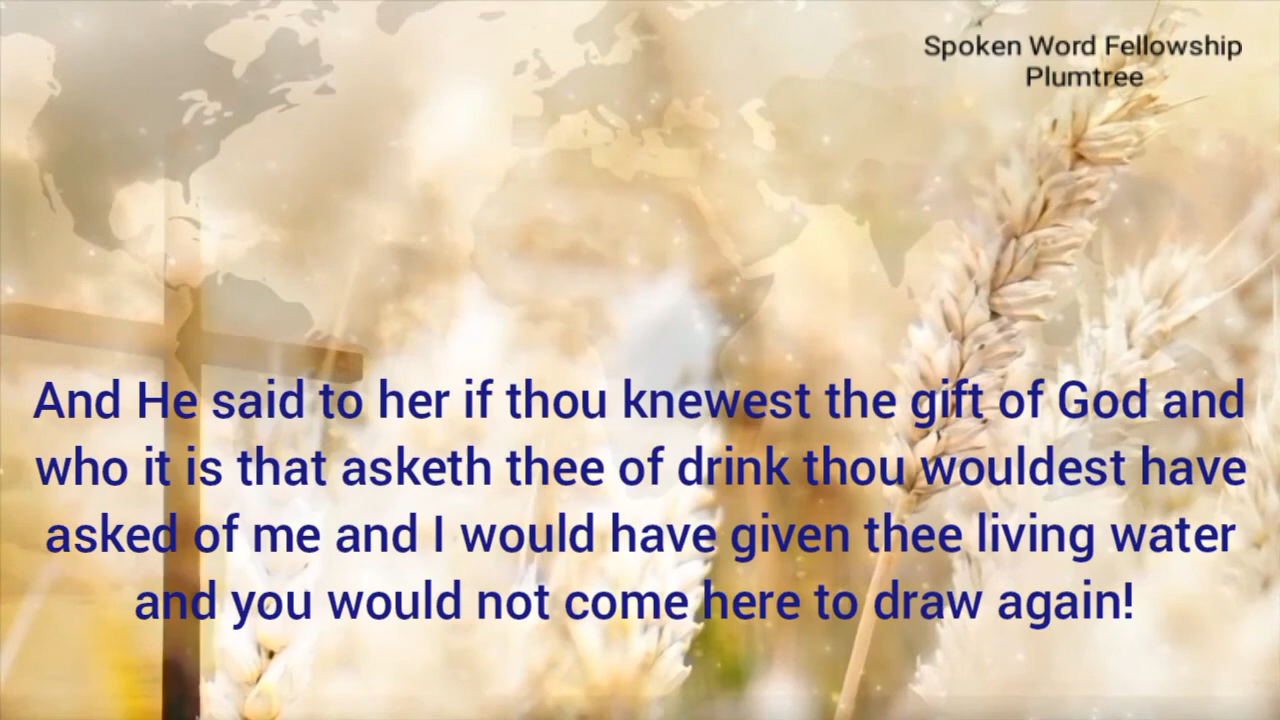 Spoken Word Fellowship
Plumtree
And He said to her if thou knewest the gift of God and
who it is that asketh thee of drink thou wouldest have
asked of me and I would have given thee living water
and you would not come here to draw again!